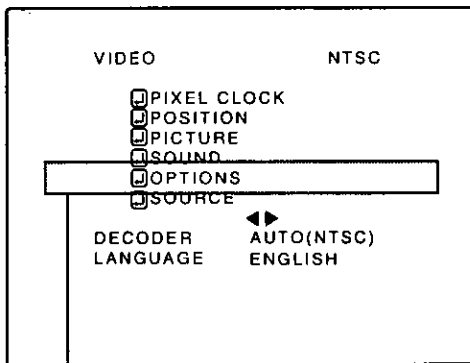 VIDEO NTSC
PIXEL CLOCK
POSITION
PICTURE
SOUND
OPTIONS
SOURCE
DECODER AUTO(NTSC)
LANGUAGE ENGLISH